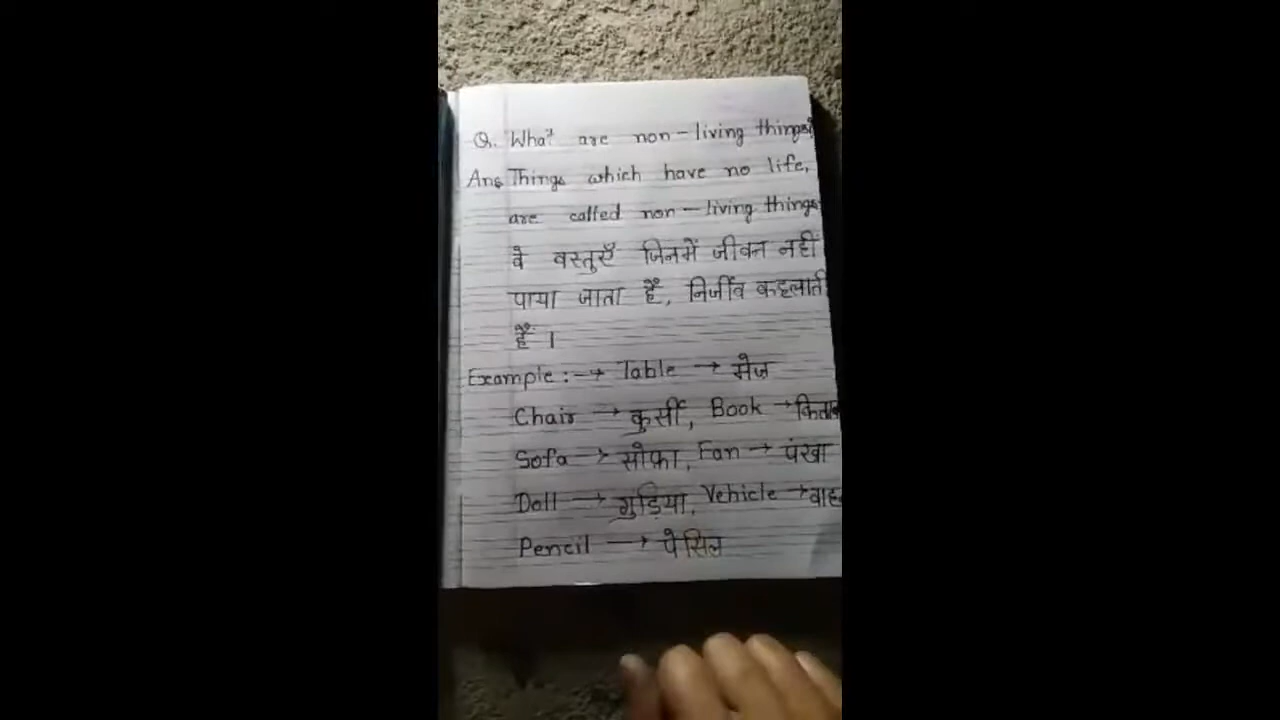 Q. What are non-living things?
Ans Things which have no life,
are called non-living things.
वे वस्तुएँ जिनमें जीवन नहीं
पाया जाता है, निर्जीव कहलाती
हैं ।
Example :-→ Table → मेज
Chair → कुर्सी, Book →
Sofa → सोफा, Fan → पंखा
Doll → गुड़िया, Vehicle →
Pencil → पेंसिल